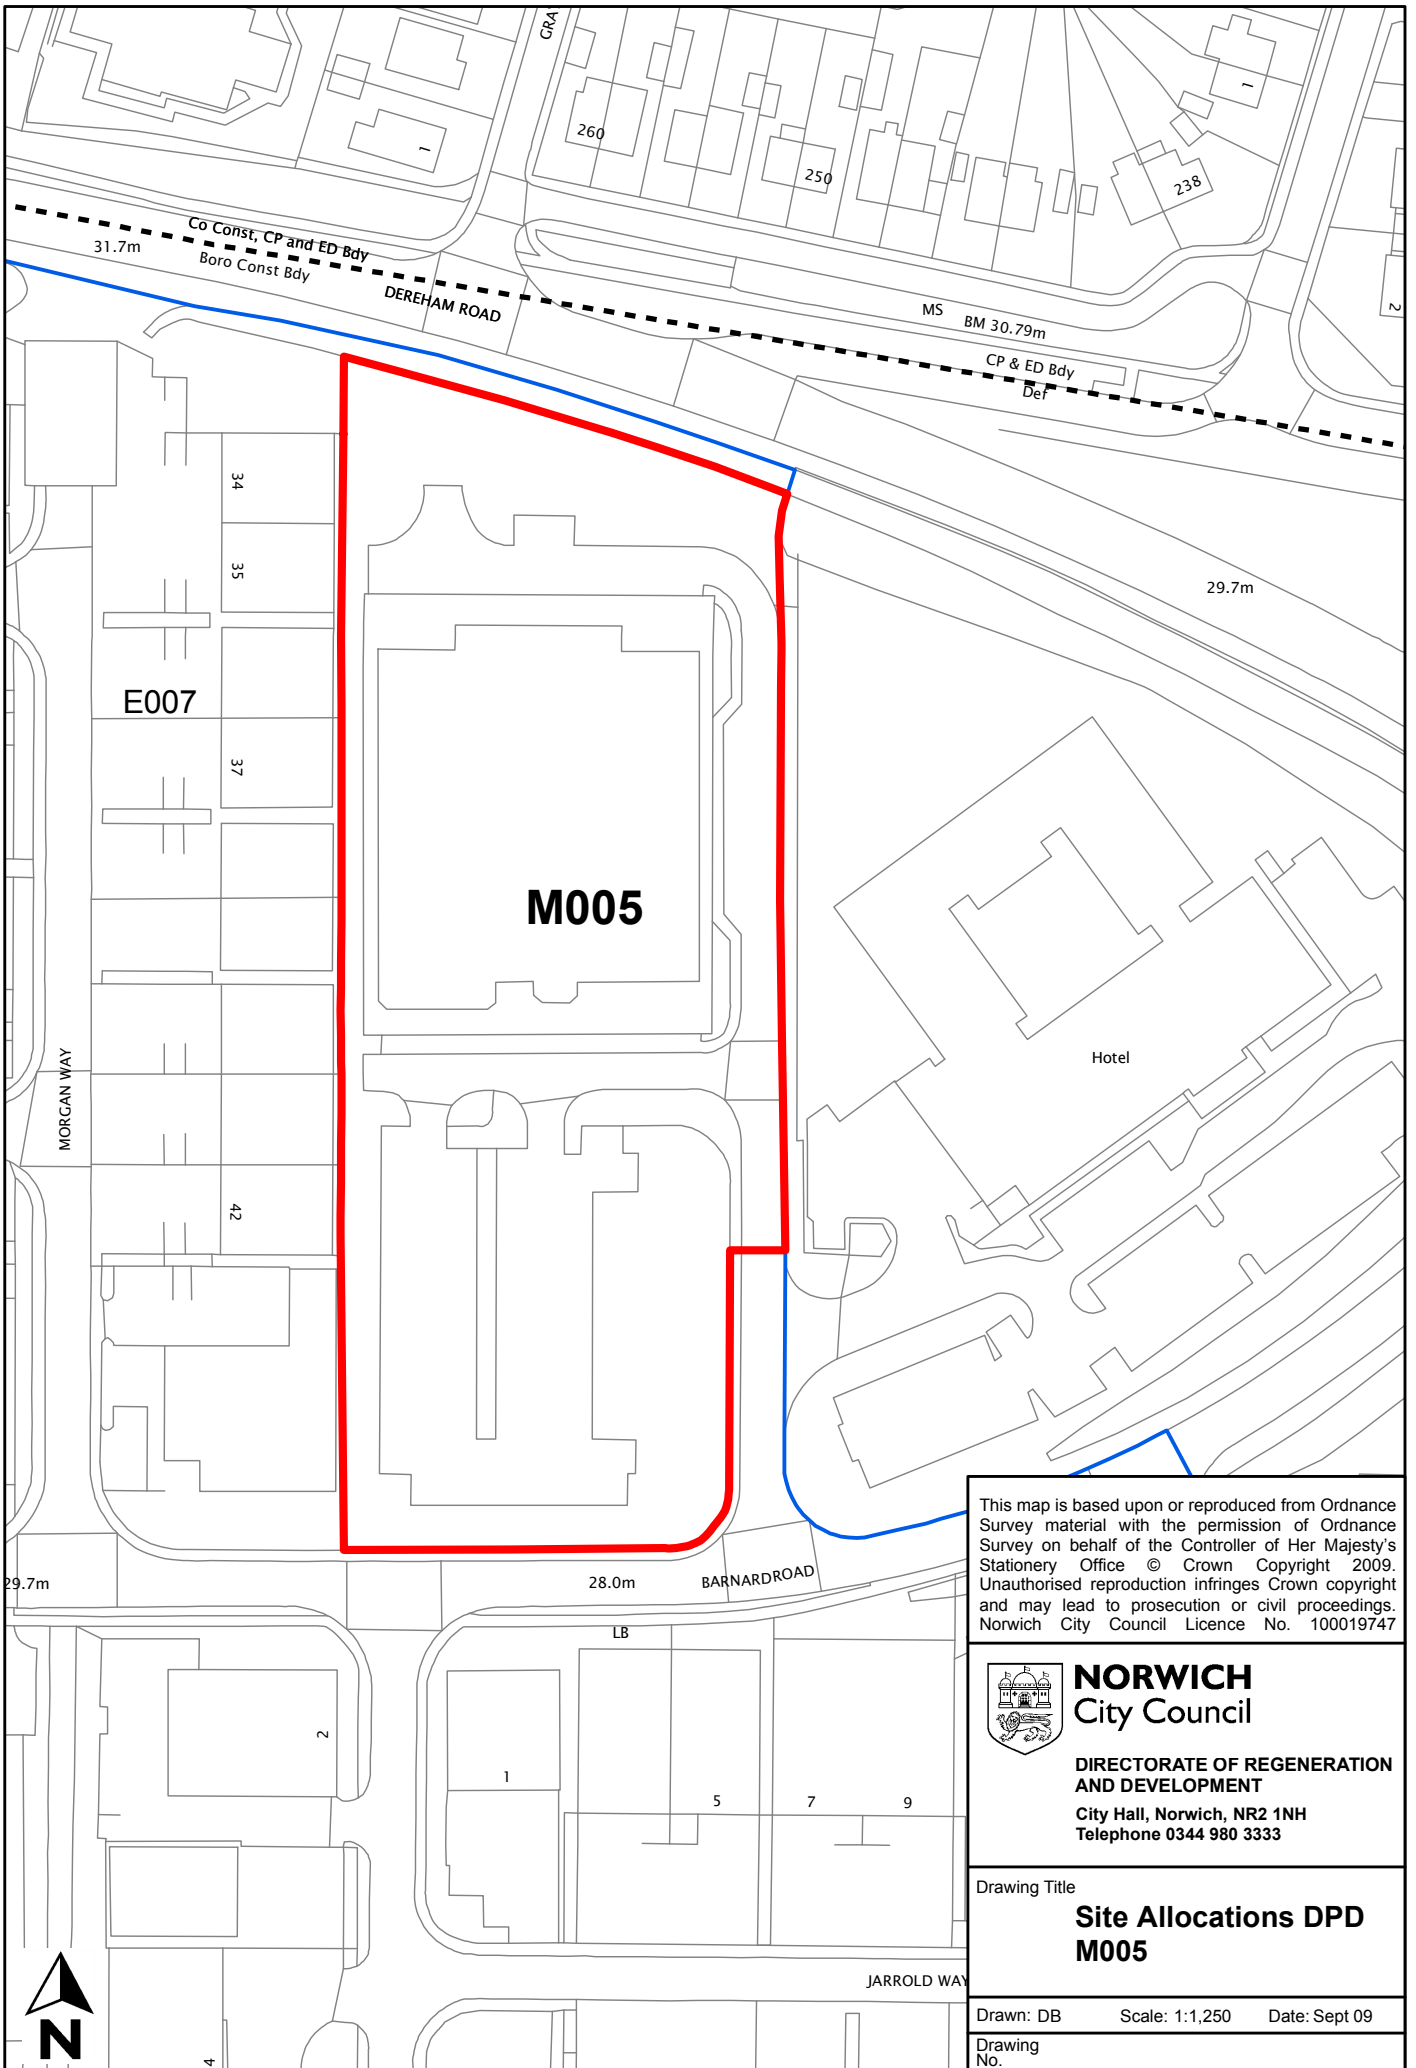 GRA
260
250
238
1
1
2
Co Const, CP and ED Bdy
31.7m
Boro Const Bdy
DEREHAM ROAD
MS
BM 30.79m
CP & ED Bdy
Def
34
35
29.7m
E007
37
M005
MORGAN WAY
Hotel
42
29.7m
28.0m
BARNARDROAD
LB
2
1
5
7
9
JARROLD WAY
4
N
This map is based upon or reproduced from Ordnance
Survey material with the permission of Ordnance
Survey on behalf of the Controller of Her Majesty's
Stationery Office © Crown Copyright 2009.
Unauthorised reproduction infringes Crown copyright
and may lead to prosecution or civil proceedings.
Norwich City Council Licence No. 100019747
NORWICH
City Council
DIRECTORATE OF REGENERATION
AND DEVELOPMENT
City Hall, Norwich, NR2 1NH
Telephone 0344 980 3333
Drawing Title
Site Allocations DPD
M005
Drawn: DB Scale: 1:1,250 Date: Sept 09
Drawing
No.